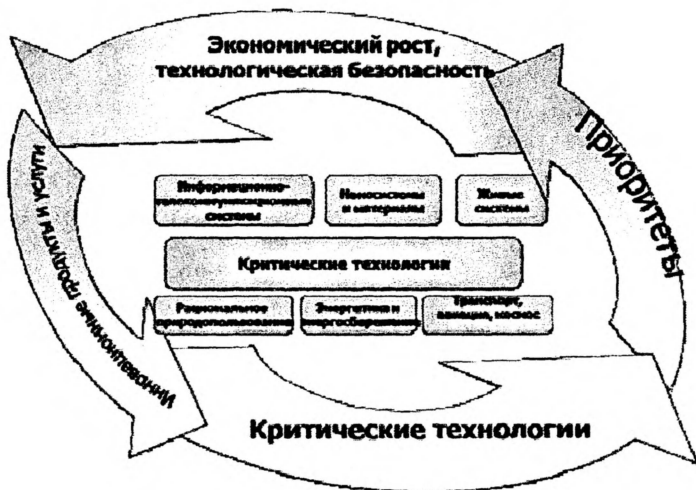 Экономический рост,
технологическая безопасность
Приоритеты
Инновационные продукты и услуги
Информационно-
телекоммуникационные
системы
Наносистемы
и материалы
Живые
системы
Критические технология
Рациональное
природопользование
Энергетика и
энергосбережение
Транспорт,
авиация, космос
Критические технологии